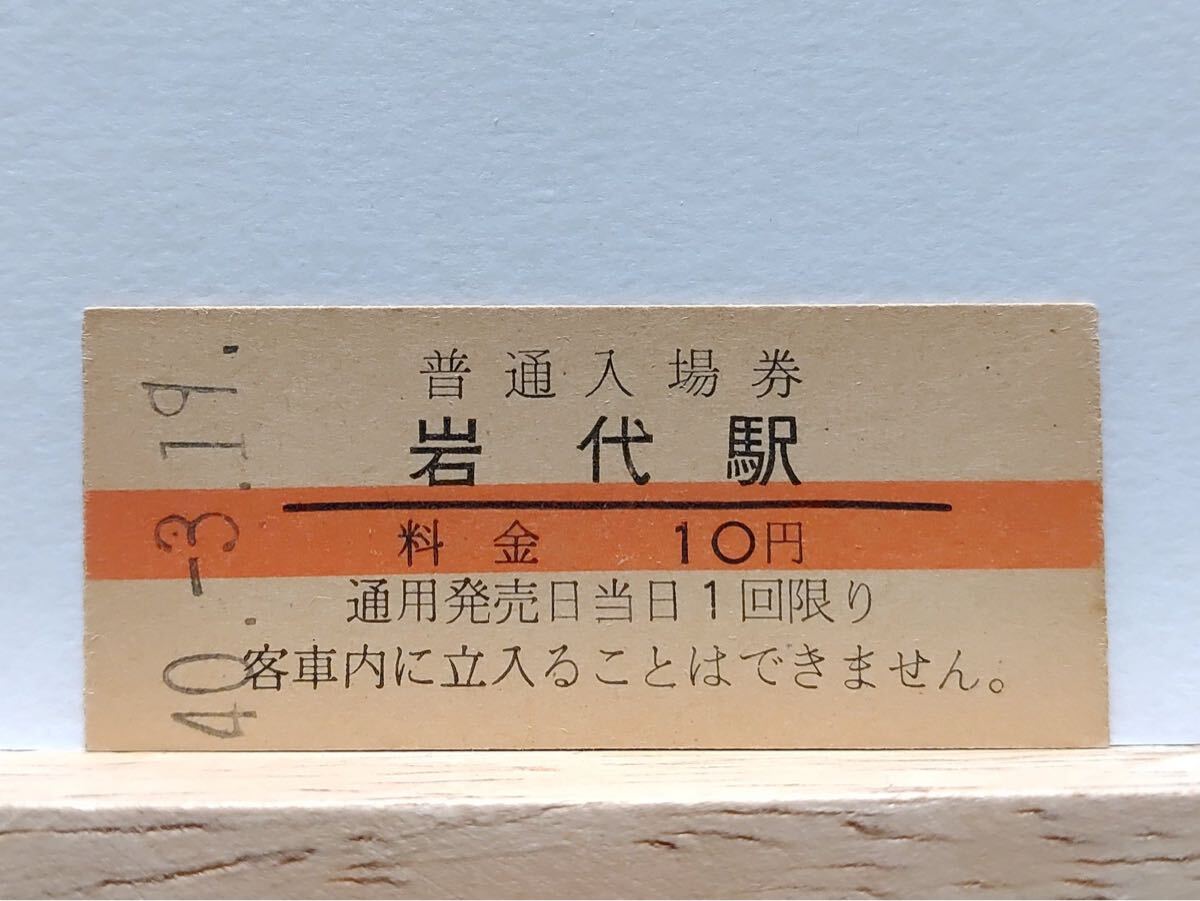 普通入場券
岩代駅
料金 10円
通用発売日当日1回限り
客車内に立入ることはできません。
40.-3.19.